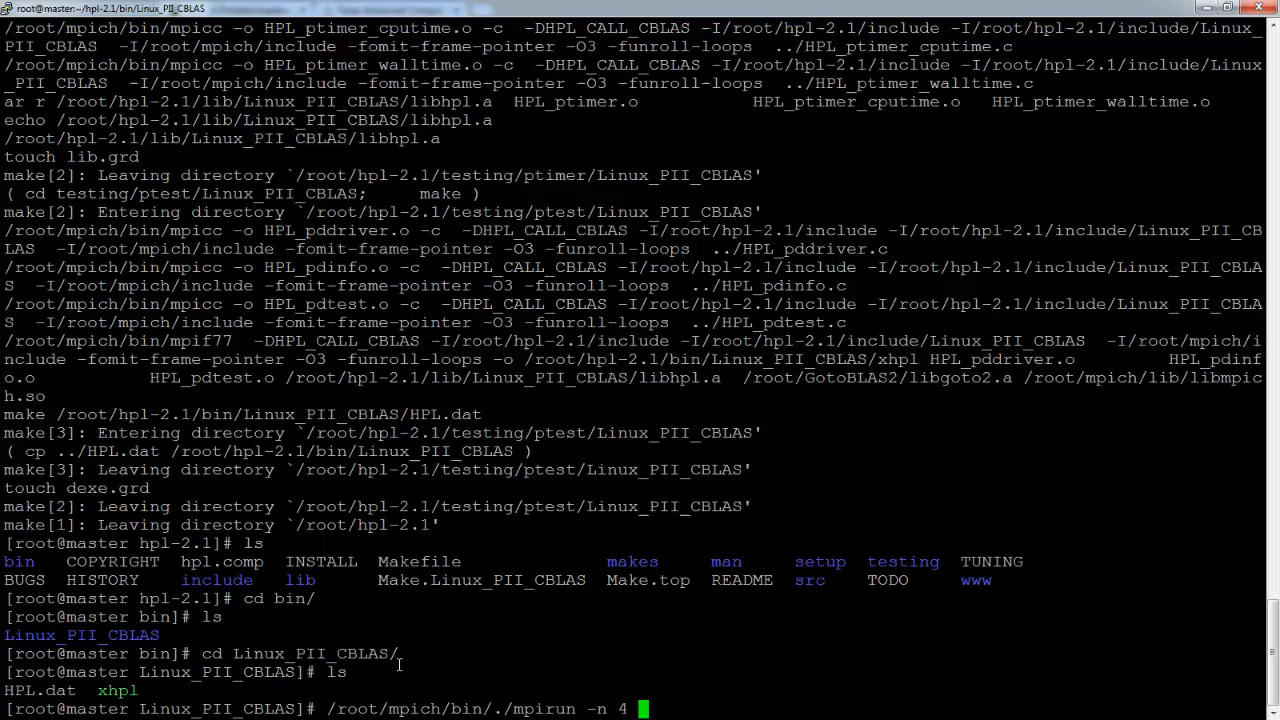 root@master:~/hpl-2.1/bin/Linux_PII_CBLAS
/root/mpich/bin/mpicc -o HPL_ptimer_cputime.o -c  -DHPL_CALL_CBLAS -I/root/hpl-2.1/include -I/root/hpl-2.1/include/Linux_
PII_CBLAS  -I/root/mpich/include -fomit-frame-pointer -O3 -funroll-loops  ../HPL_ptimer_cputime.c
/root/mpich/bin/mpicc -o HPL_ptimer_walltime.o -c  -DHPL_CALL_CBLAS -I/root/hpl-2.1/include -I/root/hpl-2.1/include/Linux
_PII_CBLAS  -I/root/mpich/include -fomit-frame-pointer -O3 -funroll-loops  ../HPL_ptimer_walltime.c
ar r /root/hpl-2.1/lib/Linux_PII_CBLAS/libhpl.a  HPL_ptimer.o           HPL_ptimer_cputime.o   HPL_ptimer_walltime.o
echo /root/hpl-2.1/lib/Linux_PII_CBLAS/libhpl.a
/root/hpl-2.1/lib/Linux_PII_CBLAS/libhpl.a
touch lib.grd
make[2]: Leaving directory `/root/hpl-2.1/testing/ptimer/Linux_PII_CBLAS'
( cd testing/ptest/Linux_PII_CBLAS;      make )
make[2]: Entering directory `/root/hpl-2.1/testing/ptest/Linux_PII_CBLAS'
/root/mpich/bin/mpicc -o HPL_pddriver.o -c  -DHPL_CALL_CBLAS -I/root/hpl-2.1/include -I/root/hpl-2.1/include/Linux_PII_CB
LAS  -I/root/mpich/include -fomit-frame-pointer -O3 -funroll-loops  ../HPL_pddriver.c
/root/mpich/bin/mpicc -o HPL_pdinfo.o -c  -DHPL_CALL_CBLAS -I/root/hpl-2.1/include -I/root/hpl-2.1/include/Linux_PII_CBLA
S  -I/root/mpich/include -fomit-frame-pointer -O3 -funroll-loops  ../HPL_pdinfo.c
/root/mpich/bin/mpicc -o HPL_pdtest.o -c  -DHPL_CALL_CBLAS -I/root/hpl-2.1/include -I/root/hpl-2.1/include/Linux_PII_CBLA
S  -I/root/mpich/include -fomit-frame-pointer -O3 -funroll-loops  ../HPL_pdtest.c
/root/mpich/bin/mpif77  -DHPL_CALL_CBLAS -I/root/hpl-2.1/include -I/root/hpl-2.1/include/Linux_PII_CBLAS  -I/root/mpich/i
nclude -fomit-frame-pointer -O3 -funroll-loops -o /root/hpl-2.1/bin/Linux_PII_CBLAS/xhpl HPL_pddriver.o         HPL_pdinf
o.o           HPL_pdtest.o /root/hpl-2.1/lib/Linux_PII_CBLAS/libhpl.a  /root/GotoBLAS2/libgoto2.a /root/mpich/lib/libmpic
h.so
make /root/hpl-2.1/bin/Linux_PII_CBLAS/HPL.dat
make[3]: Entering directory `/root/hpl-2.1/testing/ptest/Linux_PII_CBLAS'
( cp ../HPL.dat /root/hpl-2.1/bin/Linux_PII_CBLAS )
make[3]: Leaving directory `/root/hpl-2.1/testing/ptest/Linux_PII_CBLAS'
touch dexe.grd
make[2]: Leaving directory `/root/hpl-2.1/testing/ptest/Linux_PII_CBLAS'
make[1]: Leaving directory `/root/hpl-2.1'
[root@master hpl-2.1]# ls
bin   COPYRIGHT  hpl.comp  INSTALL  Makefile              makes     man     setup  testing  TUNING
BUGS  HISTORY    include   lib      Make.Linux_PII_CBLAS  Make.top  README  src    TODO     www
[root@master hpl-2.1]# cd bin/
[root@master bin]# ls
Linux_PII_CBLAS
[root@master bin]# cd Linux_PII_CBLAS/
[root@master Linux_PII_CBLAS]# ls
HPL.dat  xhpl
[root@master Linux_PII_CBLAS]# /root/mpich/bin/./mpirun -n 4